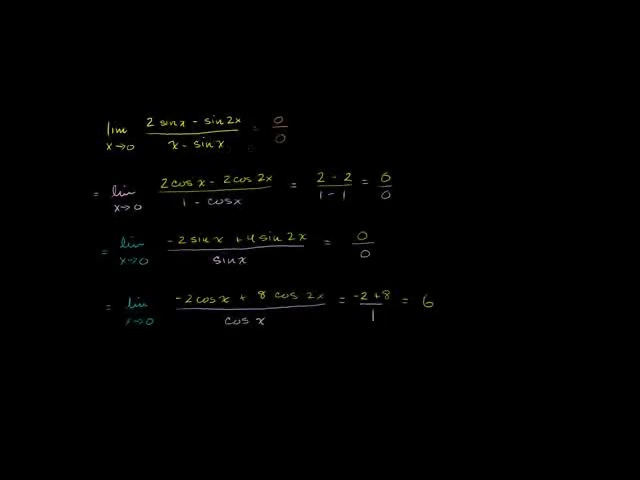 lim x→0 (2 sin x − sin 2x)/(x − sin x) = 0/0
= lim x→0 (2 cos x − 2 cos 2x)/(1 − cos x) = (2 − 2)/(1 − 1) = 0/0
= lim x→0 (−2 sin x + 4 sin 2x)/(sin x) = 0/0
= lim x→0 (−2 cos x + 8 cos 2x)/(cos x) = (−2 + 8)/1 = 6